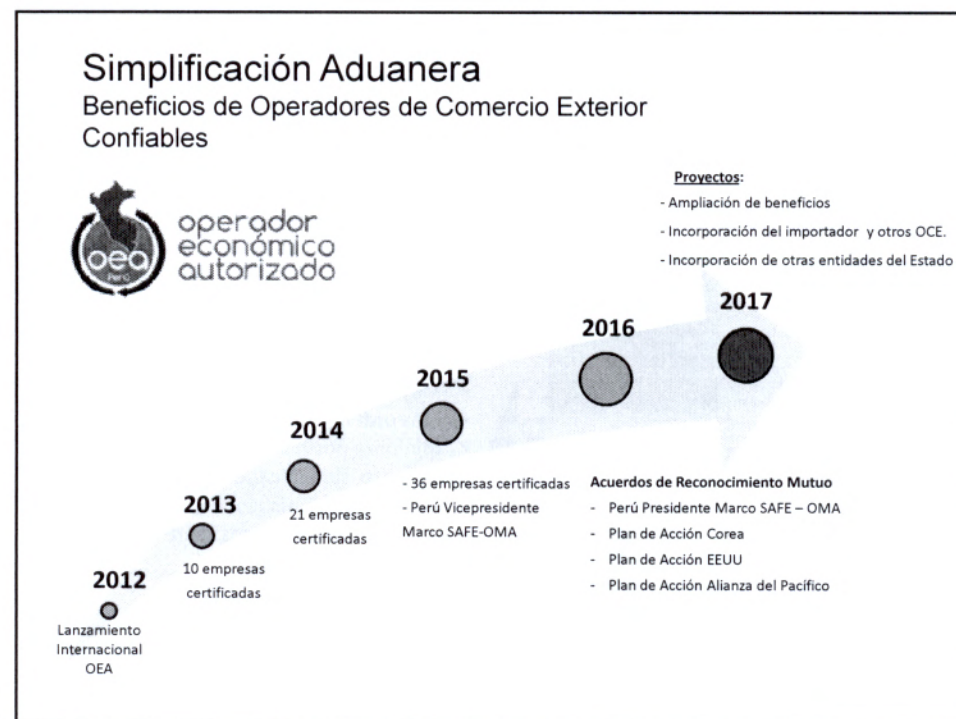 Simplificación Aduanera
Beneficios de Operadores de Comercio Exterior
Confiables
oea
Perú
operador
económico
autorizado
Proyectos:
- Ampliación de beneficios
- Incorporación del importador y otros OCE.
- Incorporación de otras entidades del Estado
2012
Lanzamiento
Internacional
OEA
2013
10 empresas
certificadas
2014
21 empresas
certificadas
2015
- 36 empresas certificadas
- Perú Vicepresidente
Marco SAFE-OMA
2016
Acuerdos de Reconocimiento Mutuo
- Perú Presidente Marco SAFE – OMA
- Plan de Acción Corea
- Plan de Acción EEUU
- Plan de Acción Alianza del Pacífico
2017